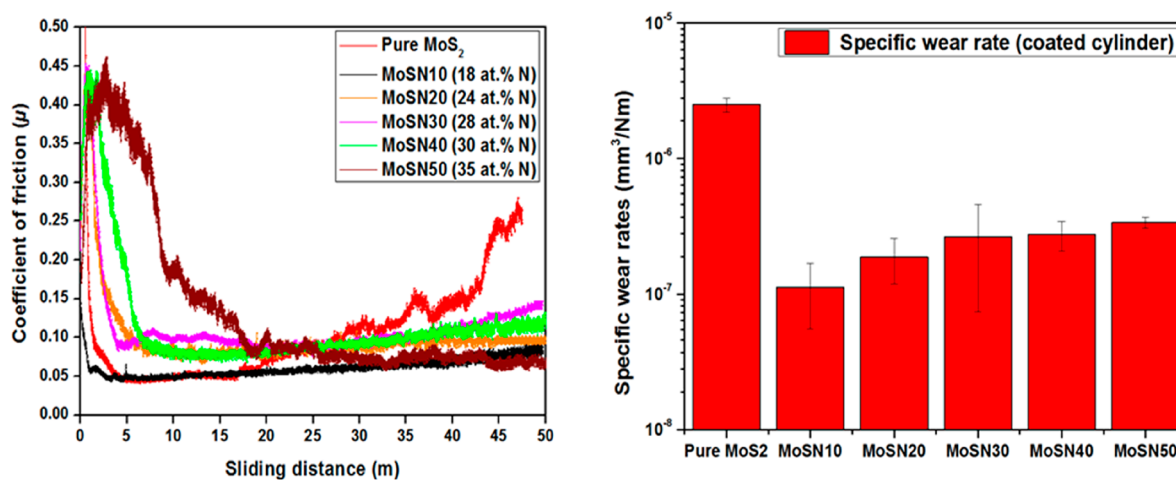 0.50
0.45
0.40
0.35
0.30
0.25
0.20
0.15
0.10
0.05
0.00
Coefficient of friction (μ)
Pure MoS₂
MoSN10 (18 at.% N)
MoSN20 (24 at.% N)
MoSN30 (28 at.% N)
MoSN40 (30 at.% N)
MoSN50 (35 at.% N)
0 5 10 15 20 25 30 35 40 45 50
Sliding distance (m)
10⁻⁵
10⁻⁶
10⁻⁷
10⁻⁸
Specific wear rates (mm³/Nm)
Specific wear rate (coated cylinder)
Pure MoS2 MoSN10 MoSN20 MoSN30 MoSN40 MoSN50